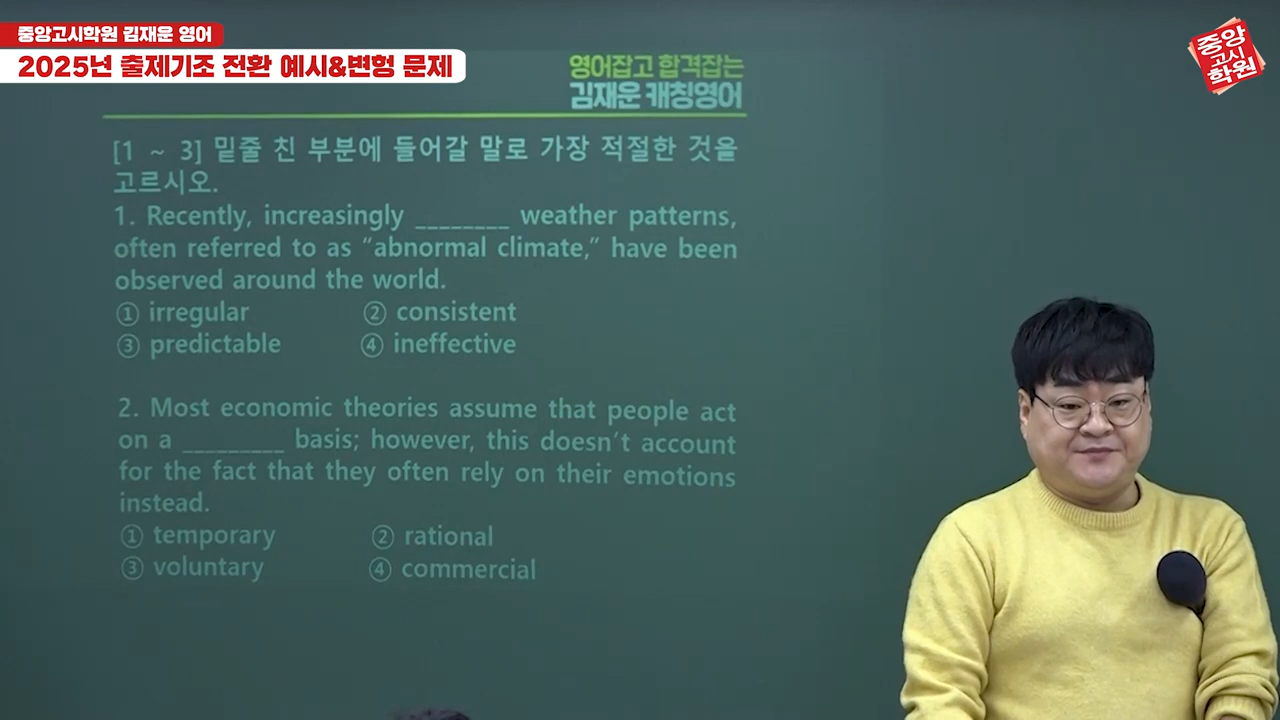 중앙고시학원 김재운 영어
2025년 출제기조 전환 예시&변형 문제
중앙
고시
학원
영어잡고 합격잡는
김재운 캐칭영어
[1 ~ 3] 밑줄 친 부분에 들어갈 말로 가장 적절한 것을
고르시오.
1. Recently, increasingly ________ weather patterns,
often referred to as “abnormal climate,” have been
observed around the world.
① irregular ② consistent
③ predictable ④ ineffective
2. Most economic theories assume that people act
on a _________ basis; however, this doesn’t account
for the fact that they often rely on their emotions
instead.
① temporary ② rational
③ voluntary ④ commercial